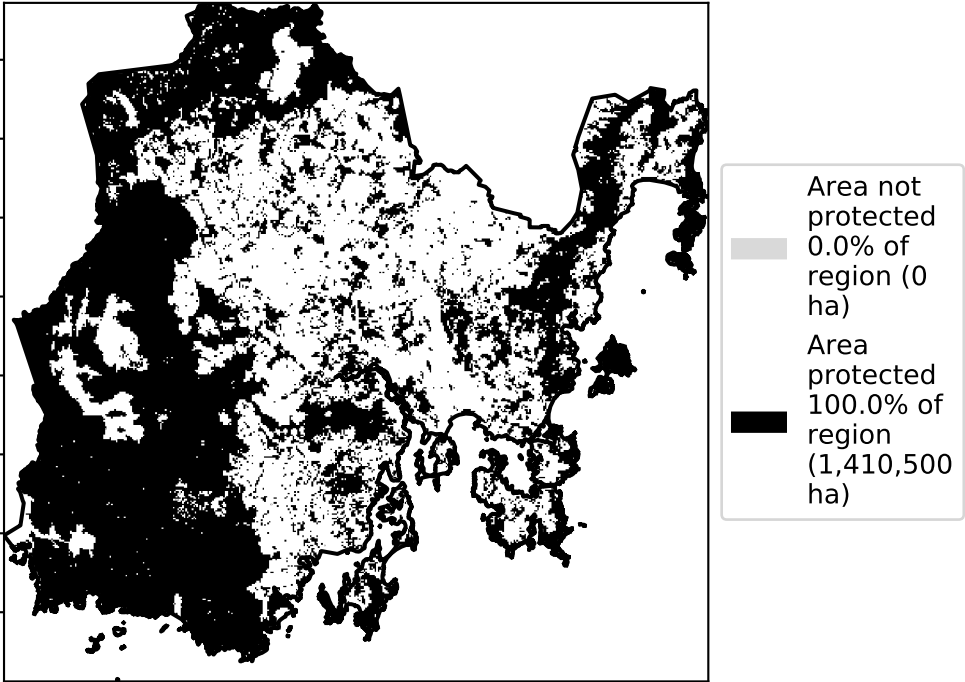 Area not
protected
0.0% of
region (0
ha)
Area
protected
100.0% of
region
(1,410,500
ha)